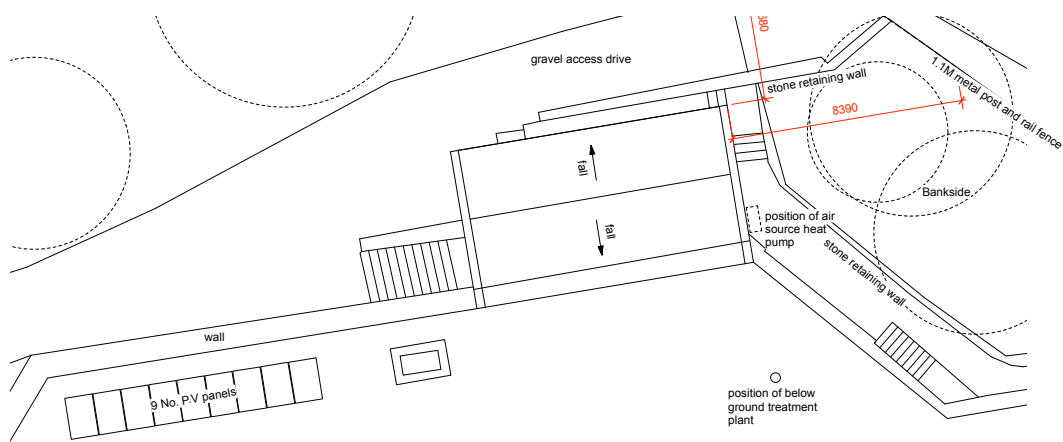 680
gravel access drive
stone retaining wall
1.1M metal post and rail fence
8390
fall
Bankside
position of air
source heat
pump
fall
stone retaining wall
wall
9 No. P.V panels
position of below
ground treatment
plant